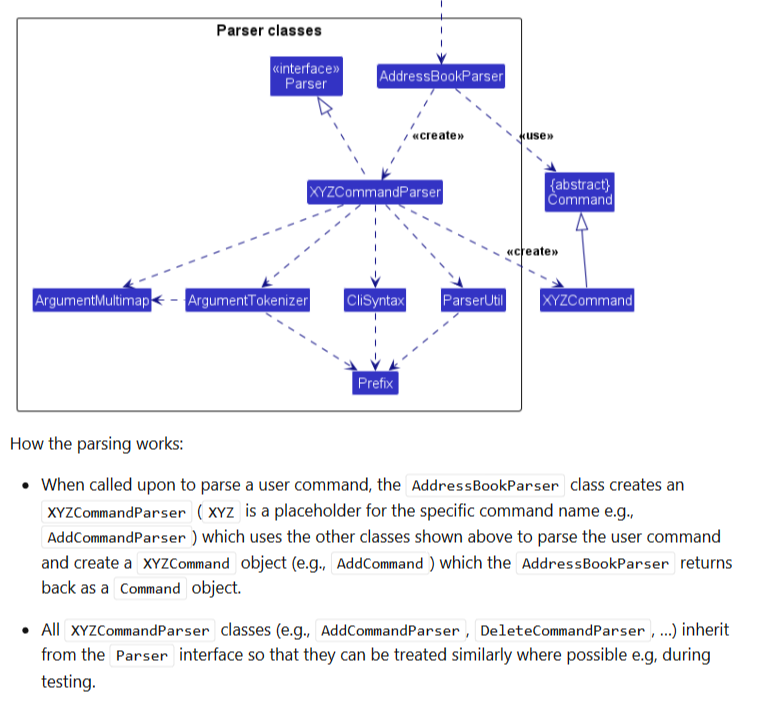 Parser classes
«interface»
Parser
AddressBookParser
«create»
«use»
XYZCommandParser
{abstract}
Command
«create»
ArgumentMultimap
ArgumentTokenizer
CliSyntax
ParserUtil
XYZCommand
Prefix
How the parsing works:
• When called upon to parse a user command, the AddressBookParser class creates an
XYZCommandParser ( XYZ is a placeholder for the specific command name e.g.,
AddCommandParser ) which uses the other classes shown above to parse the user command
and create a XYZCommand object (e.g., AddCommand ) which the AddressBookParser returns
back as a Command object.
• All XYZCommandParser classes (e.g., AddCommandParser , DeleteCommandParser , ...) inherit
from the Parser interface so that they can be treated similarly where possible e.g, during
testing.